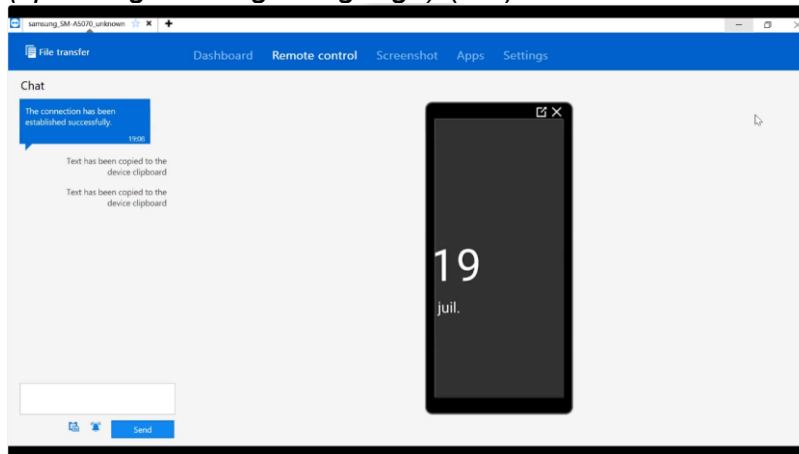 samsung_SM-A5070_unknown
File transfer
Dashboard Remote control Screenshot Apps Settings
Chat
The connection has been
established successfully.
19:08
Text has been copied to the
device clipboard
Text has been copied to the
device clipboard
19
juil.
Send